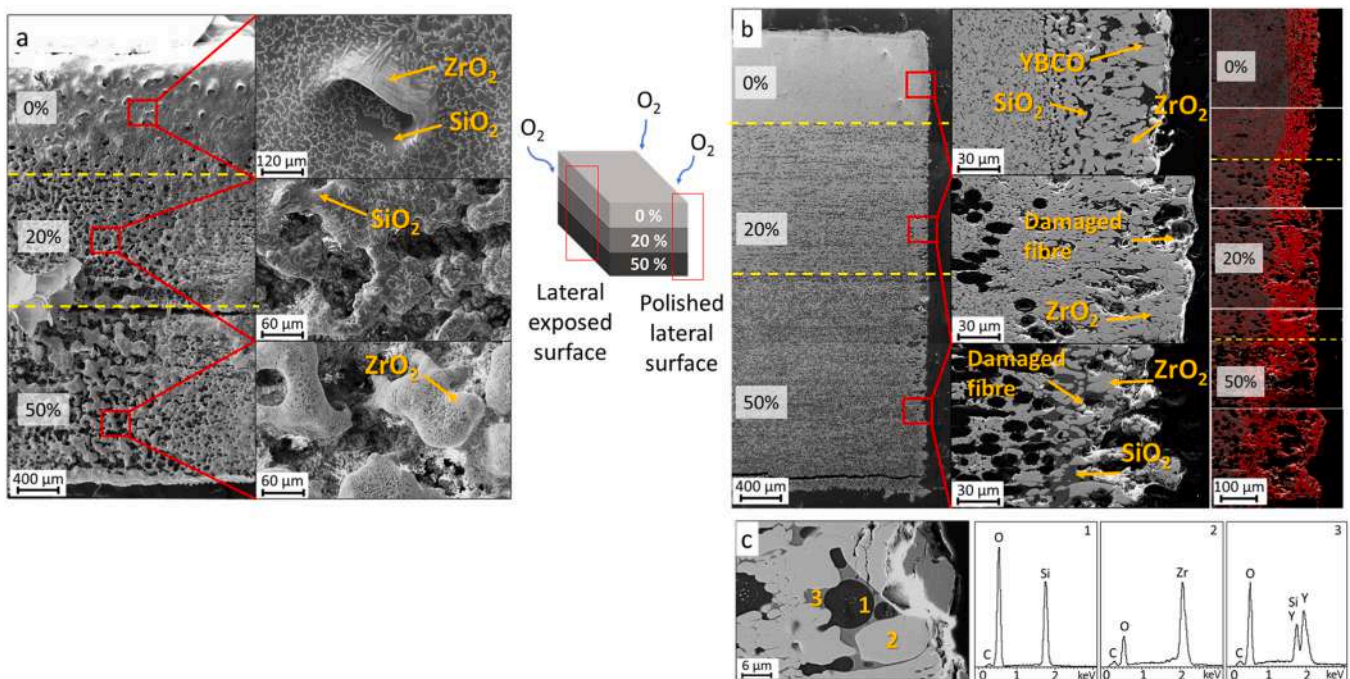 a
0%
20%
50%
400 µm
ZrO2
SiO2
120 µm
SiO2
60 µm
ZrO2
60 µm
O2
O2
O2
0 %
20 %
50 %
Lateral
exposed
surface
Polished
lateral
surface
b
0%
20%
50%
400 µm
YBCO
SiO2
ZrO2
30 µm
Damaged
fibre
ZrO2
30 µm
Damaged
fibre
ZrO2
SiO2
30 µm
0%
20%
50%
100 µm
c
3
1
2
6 µm
1
O
Si
C
0 1 2 keV
2
Zr
O
C
0 1 2 keV
3
O
Si Y
Y
C
0 1 2 keV